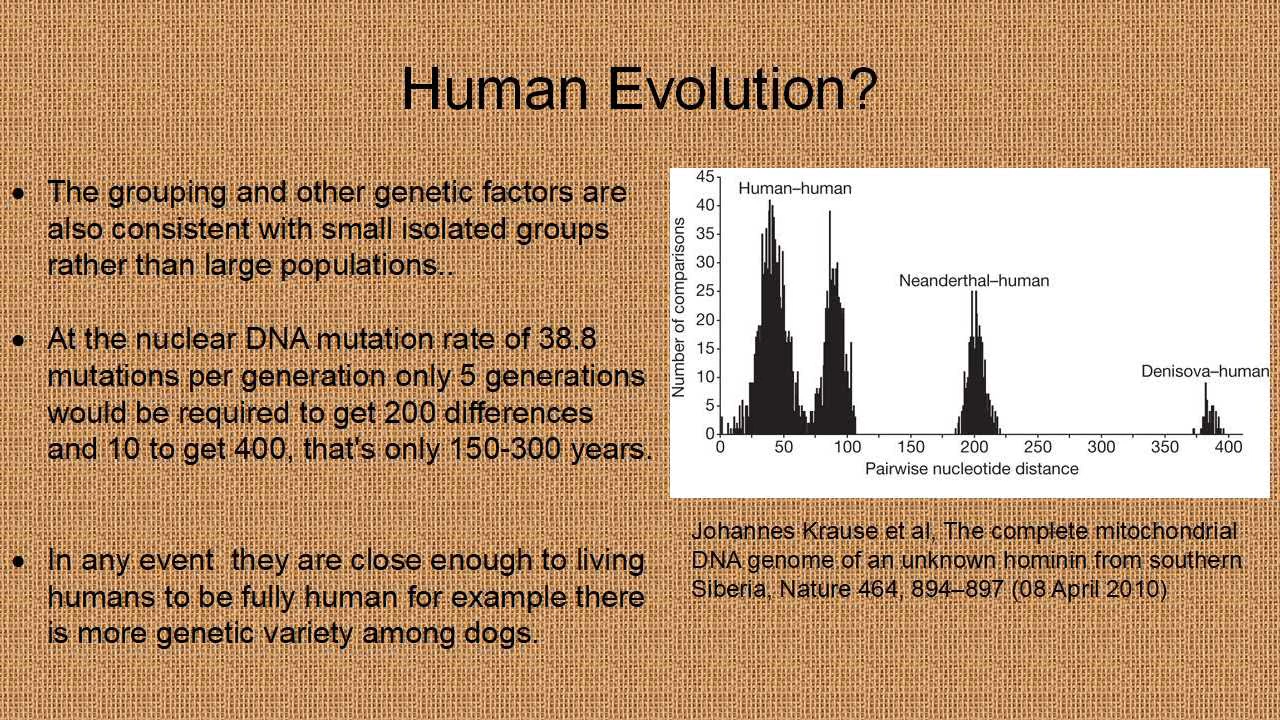 Human Evolution?
The grouping and other genetic factors are
also consistent with small isolated groups
rather than large populations..
At the nuclear DNA mutation rate of 38.8
mutations per generation only 5 generations
would be required to get 200 differences
and 10 to get 400, that's only 150-300 years.
In any event  they are close enough to living
humans to be fully human for example there
is more genetic variety among dogs.
45
40
35
30
25
20
15
10
5
0
Number of comparisons
Human–human
Neanderthal–human
Denisova–human
0 50 100 150 200 250 300 350 400
Pairwise nucleotide distance
Johannes Krause et al, The complete mitochondrial
DNA genome of an unknown hominin from southern
Siberia, Nature 464, 894–897 (08 April 2010)